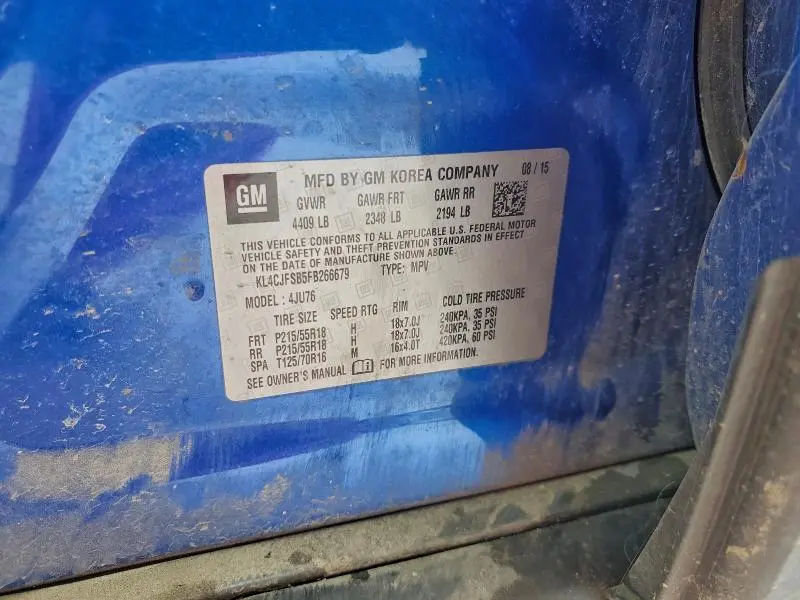 GM
MFD BY GM KOREA COMPANY 08 / 15
GVWR GAWR FRT GAWR RR
4409 LB 2348 LB 2194 LB
THIS VEHICLE CONFORMS TO ALL APPLICABLE U.S. FEDERAL MOTOR
VEHICLE SAFETY AND THEFT PREVENTION STANDARDS IN EFFECT
ON THE DATE OF MANUFACTURE SHOWN ABOVE.
KL4CJFSB5FB266679 TYPE: MPV
MODEL: 4JU76
TIRE SIZE SPEED RTG RIM COLD TIRE PRESSURE
FRT P215/55R18 H 18x7.0J 240KPA, 35 PSI
RR P215/55R18 H 18x7.0J 240KPA, 35 PSI
SPA T125/70R16 M 16x4.0T 420KPA, 60 PSI
SEE OWNER'S MANUAL FOR MORE INFORMATION.